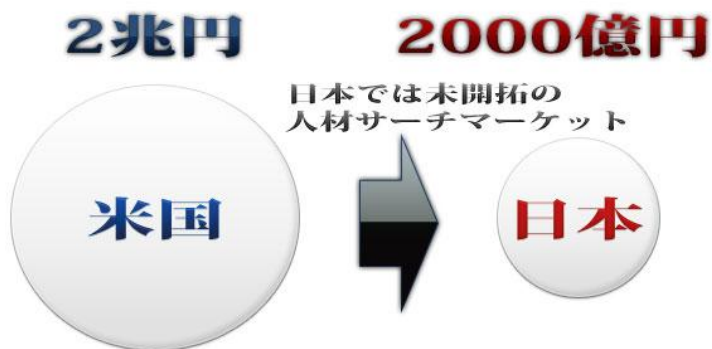 2兆円
2000億円
日本では未開拓の
人材サーチマーケット
米国
日本